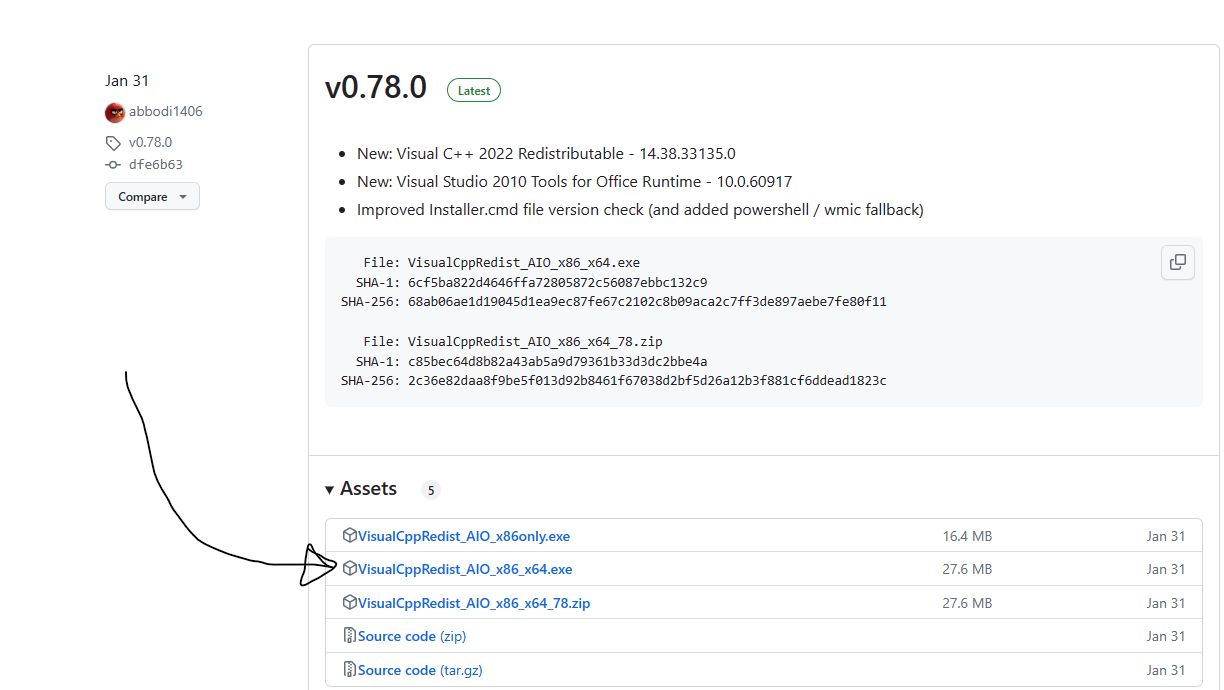 Jan 31
abbodi1406
v0.78.0
dfe6b63
Compare
v0.78.0 Latest
New: Visual C++ 2022 Redistributable - 14.38.33135.0
New: Visual Studio 2010 Tools for Office Runtime - 10.0.60917
Improved Installer.cmd file version check (and added powershell / wmic fallback)
File: VisualCppRedist_AIO_x86_x64.exe
SHA-1: 6cf5ba822d4646ffa72805872c56087ebbc132c9
SHA-256: 68ab06ae1d19045d1ea9ec87fe67c2102c8b09aca2c7ff3de897aebe7fe80f11
File: VisualCppRedist_AIO_x86_x64_78.zip
SHA-1: c85bec64d8b82a43ab5a9d79361b33d3dc2bbe4a
SHA-256: 2c36e82daa8f9be5f013d92b8461f67038d2bf5d26a12b3f881cf6ddead1823c
Assets 5
VisualCppRedist_AIO_x86only.exe 16.4 MB Jan 31
VisualCppRedist_AIO_x86_x64.exe 27.6 MB Jan 31
VisualCppRedist_AIO_x86_x64_78.zip 27.6 MB Jan 31
Source code (zip) Jan 31
Source code (tar.gz) Jan 31